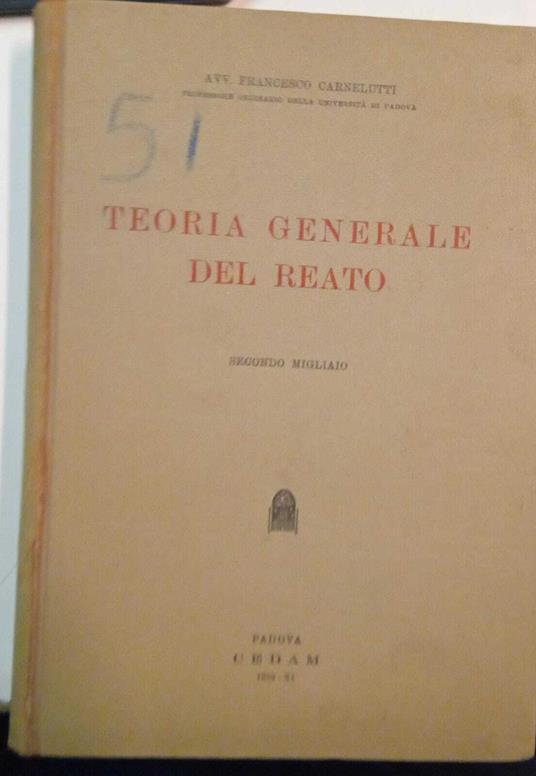 AVV. FRANCESCO CARNELUTTI
PROFESSORE ORDINARIO DELLA UNIVERSITÀ DI PADOVA
51
TEORIA GENERALE
DEL REATO
SECONDO MIGLIAIO
PADOVA
CEDAM